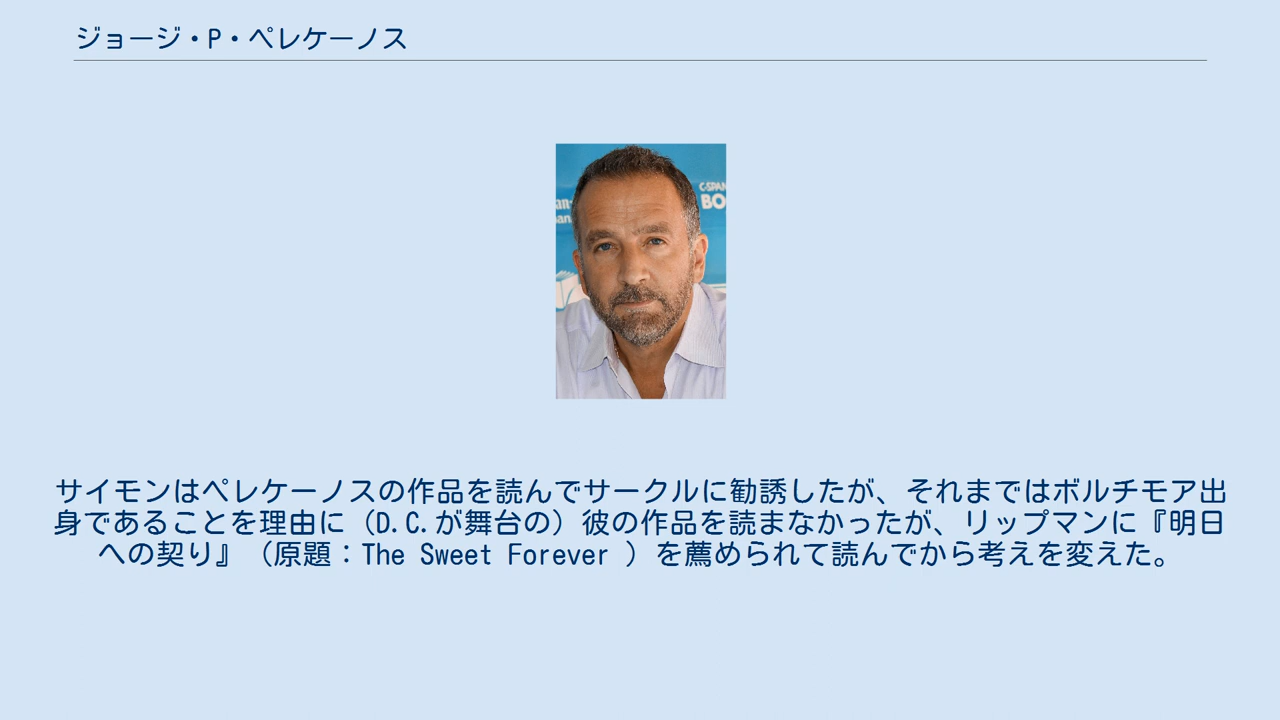 ジョージ・P・ペレケーノス
C-SPAN
BO
an
サイモンはペレケーノスの作品を読んでサークルに勧誘したが、それまではボルチモア出
身であることを理由に（D.C.が舞台の）彼の作品を読まなかったが、リップマンに『明日
への契り』（原題：The Sweet Forever ）を薦められて読んでから考えを変えた。